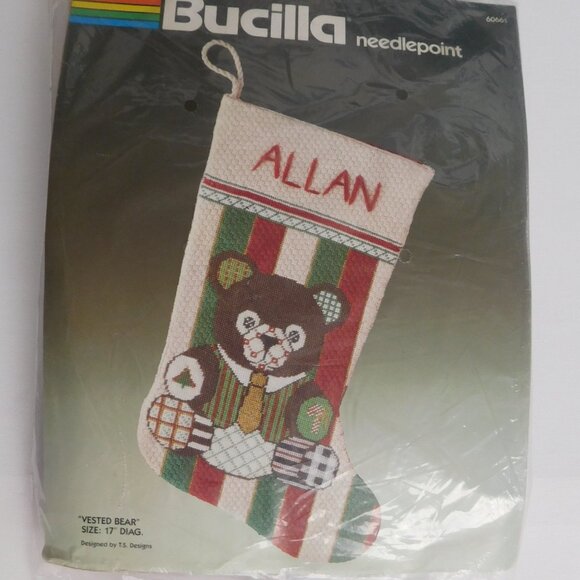 Bucilla®
needlepoint
60661
ALLAN
"VESTED BEAR"
SIZE: 17" DIAG.
Designed by T.S. Designs